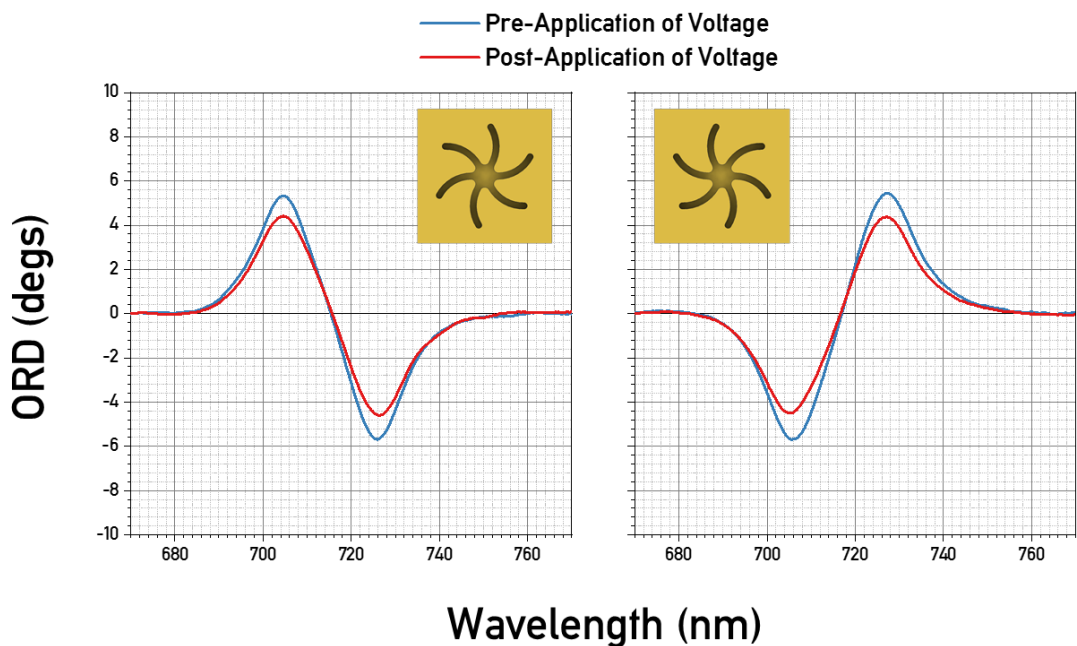 Pre-Application of Voltage
Post-Application of Voltage
ORD (degs)
10
8
6
4
2
0
-2
-4
-6
-8
-10
680 700 720 740 760
680 700 720 740 760
Wavelength (nm)